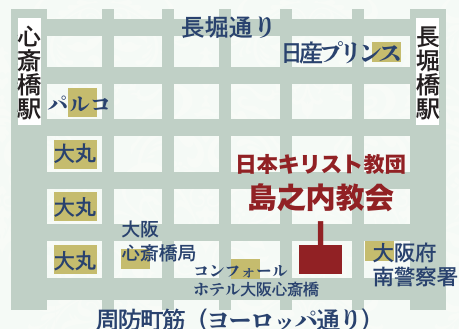 長堀通り
心斎橋駅
長堀橋駅
日産プリンス
パルコ
大丸
日本キリスト教団
島之内教会
大丸
大阪
心斎橋局
大丸
コンフォール
ホテル大阪心斎橋
大阪府
南警察署
周防町筋（ヨーロッパ通り）